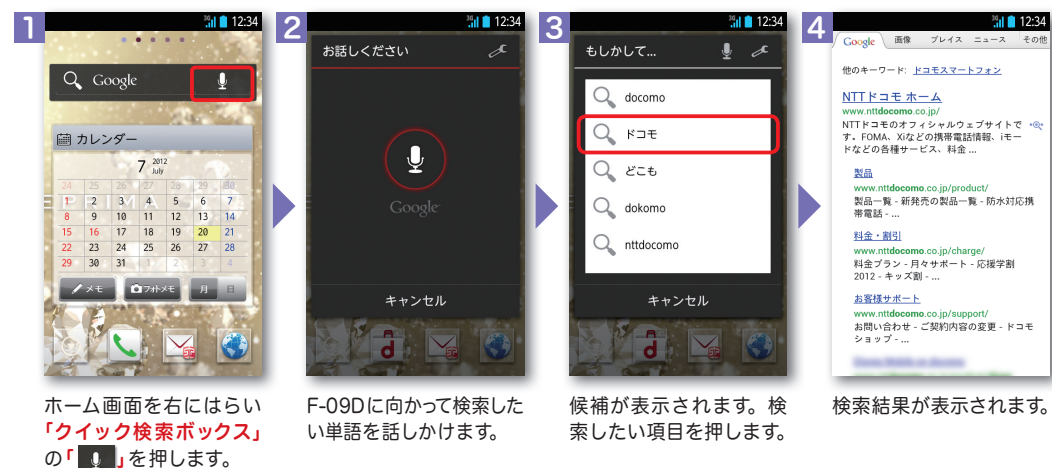 1
3G 12:34
Google
カレンダー
7 2012 July
24 25 26 27 28 29 30
1 2 3 4 5 6 7
8 9 10 11 12 13 14
15 16 17 18 19 20 21
22 23 24 25 26 27 28
29 30 31 1 2 3 4
メモ フォトメモ 月 日
ホーム画面を右にはらい
「クイック検索ボックス」
の「 」を押します。
2
3G 12:34
お話しください
Google
キャンセル
d
F-09Dに向かって検索した
い単語を話しかけます。
3
3G 12:34
もしかして...
docomo
ドコモ
どこも
dokomo
nttdocomo
キャンセル
d
候補が表示されます。検
索したい項目を押します。
4
3G 12:34
Google 画像 プレイス ニュース その他
他のキーワード: ドコモスマートフォン
NTTドコモ ホーム
www.nttdocomo.co.jp/
NTTドコモのオフィシャルウェブサイトで
す。FOMA、Xiなどの携帯電話情報、iモー
ドなどの各種サービス、料金 ...
製品
www.nttdocomo.co.jp/product/
製品一覧 - 新発売の製品一覧 - 防水対応携
帯電話 - ...
料金・割引
www.nttdocomo.co.jp/charge/
料金プラン - 月々サポート - 応援学割
2012 - キッズ割 - ...
お客様サポート
www.nttdocomo.co.jp/support/
お問い合わせ - ご契約内容の変更 - ドコモ
ショップ - ...
検索結果が表示されます。